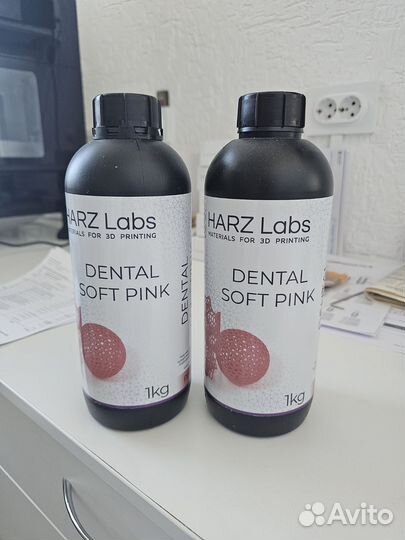 HARZ Labs
MATERIALS FOR 3D PRINTING
DENTAL
SOFT PINK
DENTAL
1kg
HARZ Labs
MATERIALS FOR 3D PRINTING
DENTAL
SOFT PINK
1kg
Avito